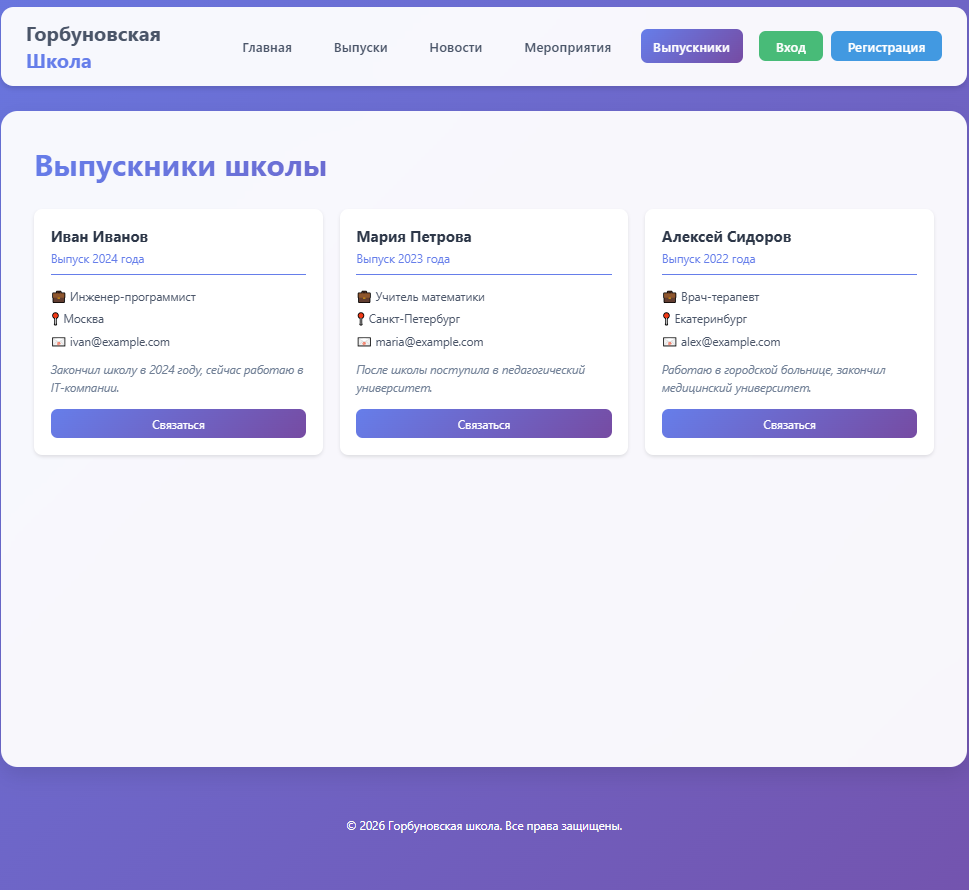 Горбуновская
Школа
Главная
Выпуски
Новости
Мероприятия
Выпускники
Вход
Регистрация
Выпускники школы
Иван Иванов
Выпуск 2024 года
Инженер-программист
Москва
ivan@example.com
Закончил школу в 2024 году, сейчас работаю в
IT-компании.
Связаться
Мария Петрова
Выпуск 2023 года
Учитель математики
Санкт-Петербург
maria@example.com
После школы поступила в педагогический
университет.
Связаться
Алексей Сидоров
Выпуск 2022 года
Врач-терапевт
Екатеринбург
alex@example.com
Работаю в городской больнице, закончил
медицинский университет.
Связаться
© 2026 Горбуновская школа. Все права защищены.